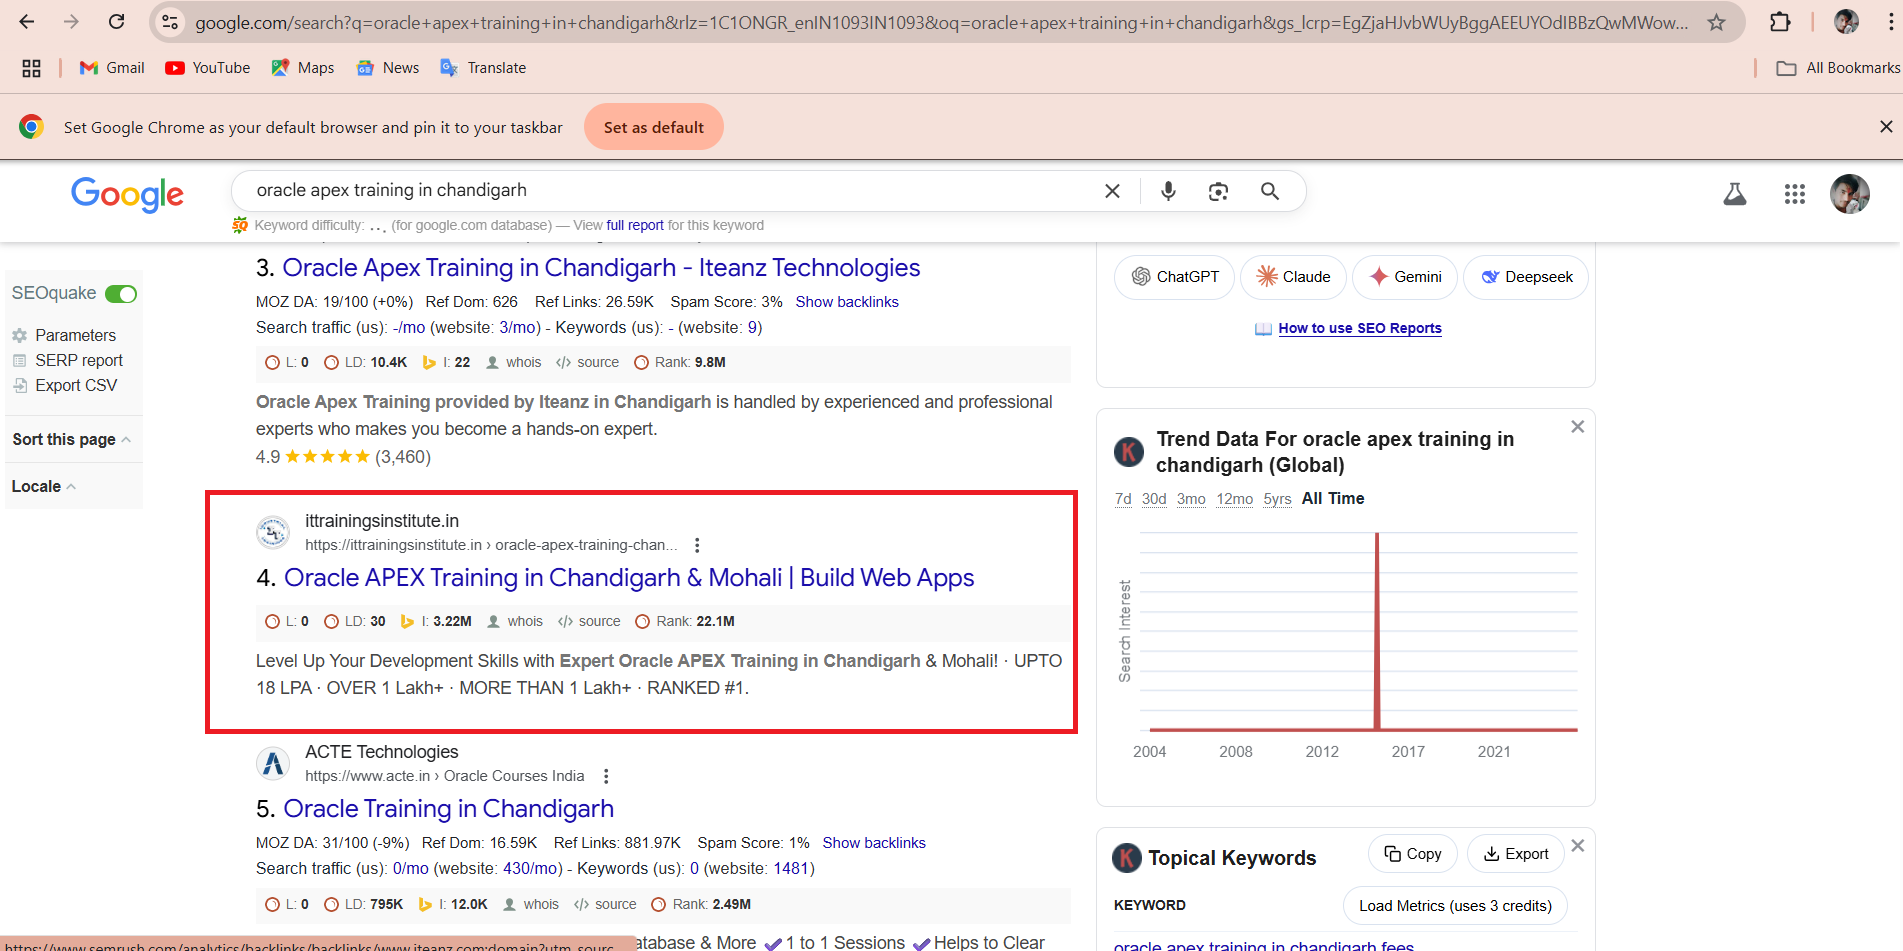 google.com/search?q=oracle+apex+training+in+chandigarh&rlz=1C1ONGR_enIN1093IN1093&oq=oracle+apex+training+in+chandigarh&gs_lcrp=EgZjaHJvbWUyBggAEEUYOdIBBzQwMWow...
Gmail YouTube Maps News Translate All Bookmarks
Set Google Chrome as your default browser and pin it to your taskbar Set as default
Google oracle apex training in chandigarh
Keyword difficulty: ... (for google.com database) — View full report for this keyword
SEOquake
Parameters
SERP report
Export CSV
Sort this page
Locale
3. Oracle Apex Training in Chandigarh - Iteanz Technologies
MOZ DA: 19/100 (+0%) Ref Dom: 626 Ref Links: 26.59K Spam Score: 3% Show backlinks
Search traffic (us): -/mo (website: 3/mo) - Keywords (us): - (website: 9)
L: 0 LD: 10.4K I: 22 whois source Rank: 9.8M
Oracle Apex Training provided by Iteanz in Chandigarh is handled by experienced and professional
experts who makes you become a hands-on expert.
4.9 ★★★★★ (3,460)
ittrainingsinstitute.in
https://ittrainingsinstitute.in › oracle-apex-training-chan...
4. Oracle APEX Training in Chandigarh & Mohali | Build Web Apps
L: 0 LD: 30 I: 3.22M whois source Rank: 22.1M
Level Up Your Development Skills with Expert Oracle APEX Training in Chandigarh & Mohali! · UPTO
18 LPA · OVER 1 Lakh+ · MORE THAN 1 Lakh+ · RANKED #1.
ACTE Technologies
https://www.acte.in › Oracle Courses India
5. Oracle Training in Chandigarh
MOZ DA: 31/100 (-9%) Ref Dom: 16.59K Ref Links: 881.97K Spam Score: 1% Show backlinks
Search traffic (us): 0/mo (website: 430/mo) - Keywords (us): 0 (website: 1481)
L: 0 LD: 795K I: 12.0K whois source Rank: 2.49M
atabase & More ✔1 to 1 Sessions ✔Helps to Clear
ChatGPT Claude Gemini Deepseek
How to use SEO Reports
K Trend Data For oracle apex training in
chandigarh (Global)
7d 30d 3mo 12mo 5yrs All Time
Search Interest
2004 2008 2012 2017 2021
K Topical Keywords Copy Export
KEYWORD Load Metrics (uses 3 credits)
oracle apex training in chandigarh fees